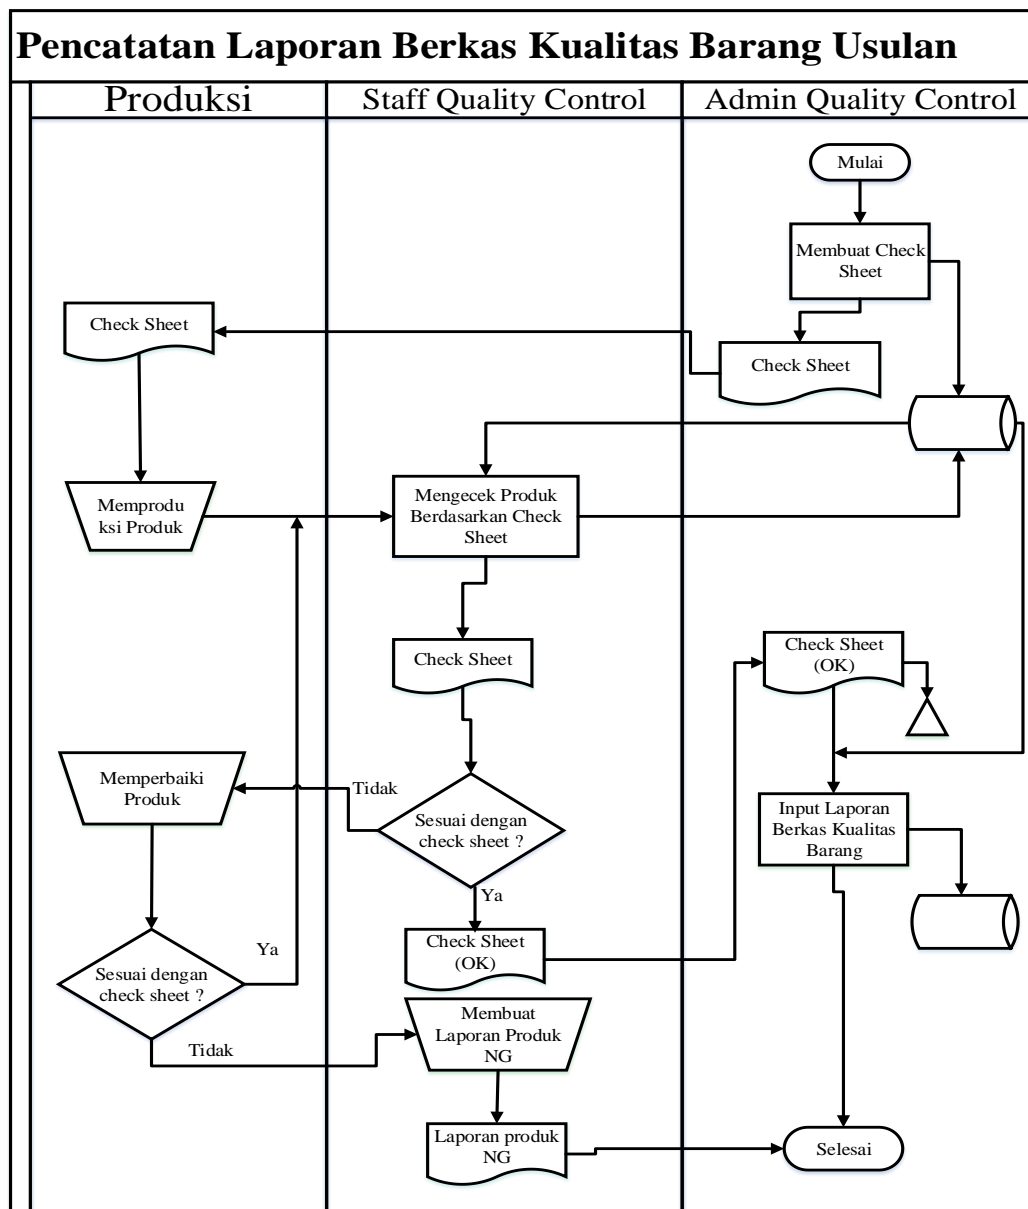 Pencatatan Laporan Berkas Kualitas Barang Usulan
Produksi
Staff Quality Control
Admin Quality Control
Mulai
Membuat Check
Sheet
Check Sheet
Check Sheet
Memprodu
ksi Produk
Mengecek Produk
Berdasarkan Check
Sheet
Check Sheet
Check Sheet
(OK)
Memperbaiki
Produk
Tidak
Sesuai dengan
check sheet ?
Input Laporan
Berkas Kualitas
Barang
Ya
Check Sheet
(OK)
Ya
Sesuai dengan
check sheet ?
Tidak
Membuat
Laporan Produk
NG
Laporan produk
NG
Selesai